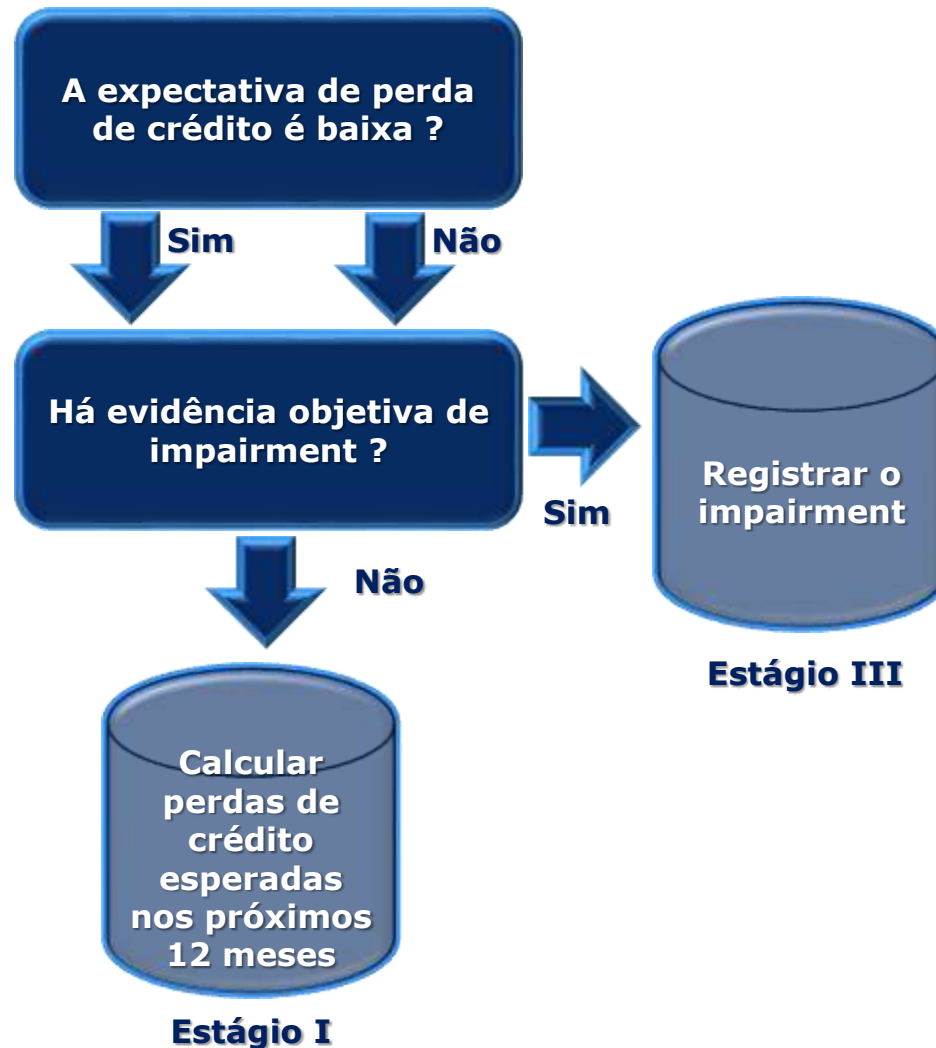 A expectativa de perda
de crédito é baixa ?
Sim
Não
Há evidência objetiva de
impairment ?
Sim
Registrar o
impairment
Estágio III
Não
Calcular
perdas de
crédito
esperadas
nos próximos
12 meses
Estágio I